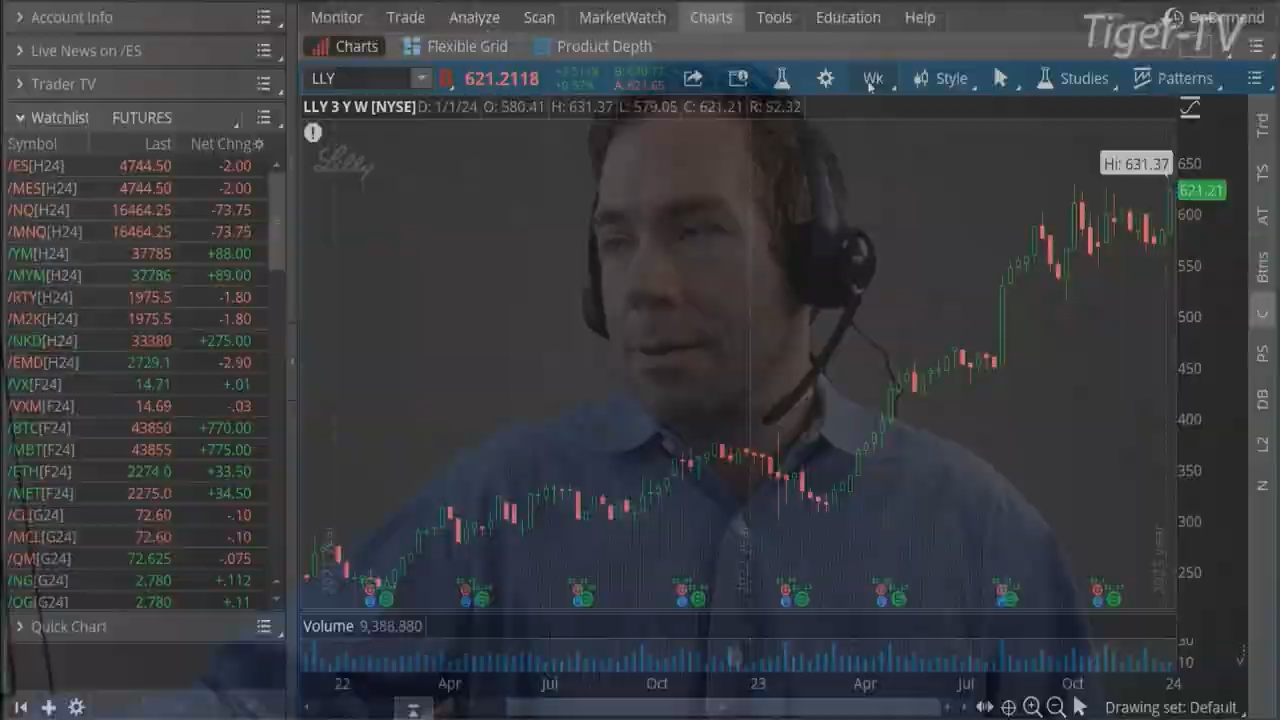 Account Info
Monitor Trade Analyze Scan MarketWatch Charts Tools Education Help
OnDemand
Tiger-TV
Live News on /ES
Charts Flexible Grid Product Depth
Trader TV
LLY 621.2118 Wk Style Studies Patterns
Watchlist FUTURES
LLY 3 Y W [NYSE] D: 1/1/24 O: 580.41 H: 631.37 L: 579.05 C: 621.21 R: 52.32
Symbol Last Net Chng
/ES[H24] 4744.50 -2.00
/MES[H24] 4744.50 -2.00
/NQ[H24] 16464.25 -73.75
/MNQ[H24] 16464.25 -73.75
/YM[H24] 37785 +88.00
/MYM[H24] 37786 +89.00
/RTY[H24] 1975.5 -1.80
/M2K[H24] 1975.5 -1.80
/NKD[H24] 33380 +275.00
/EMD[H24] 2729.1 -2.90
/VX[F24] 14.71 +.01
/VXM[F24] 14.69 -.03
/BTC[F24] 43850 +770.00
/MBT[F24] 43855 +775.00
/ETH[F24] 2274.0 +33.50
/MET[F24] 2275.0 +34.50
/CL[G24] 72.60 -.10
/MCL[G24] 72.60 -.10
/QM[G24] 72.625 -.075
/NG[G24] 2.780 +.112
/QG[G24] 2.780 +.11
Quick Chart
Lilly
Hi: 631.37
650
621.21
600
550
500
450
400
350
300
250
Trd
TS
AT
Btns
C
PS
DB
L2
N
Volume 9,388,880
10
22 Apr Jul Oct 23 Apr Jul Oct 24
Drawing set: Default